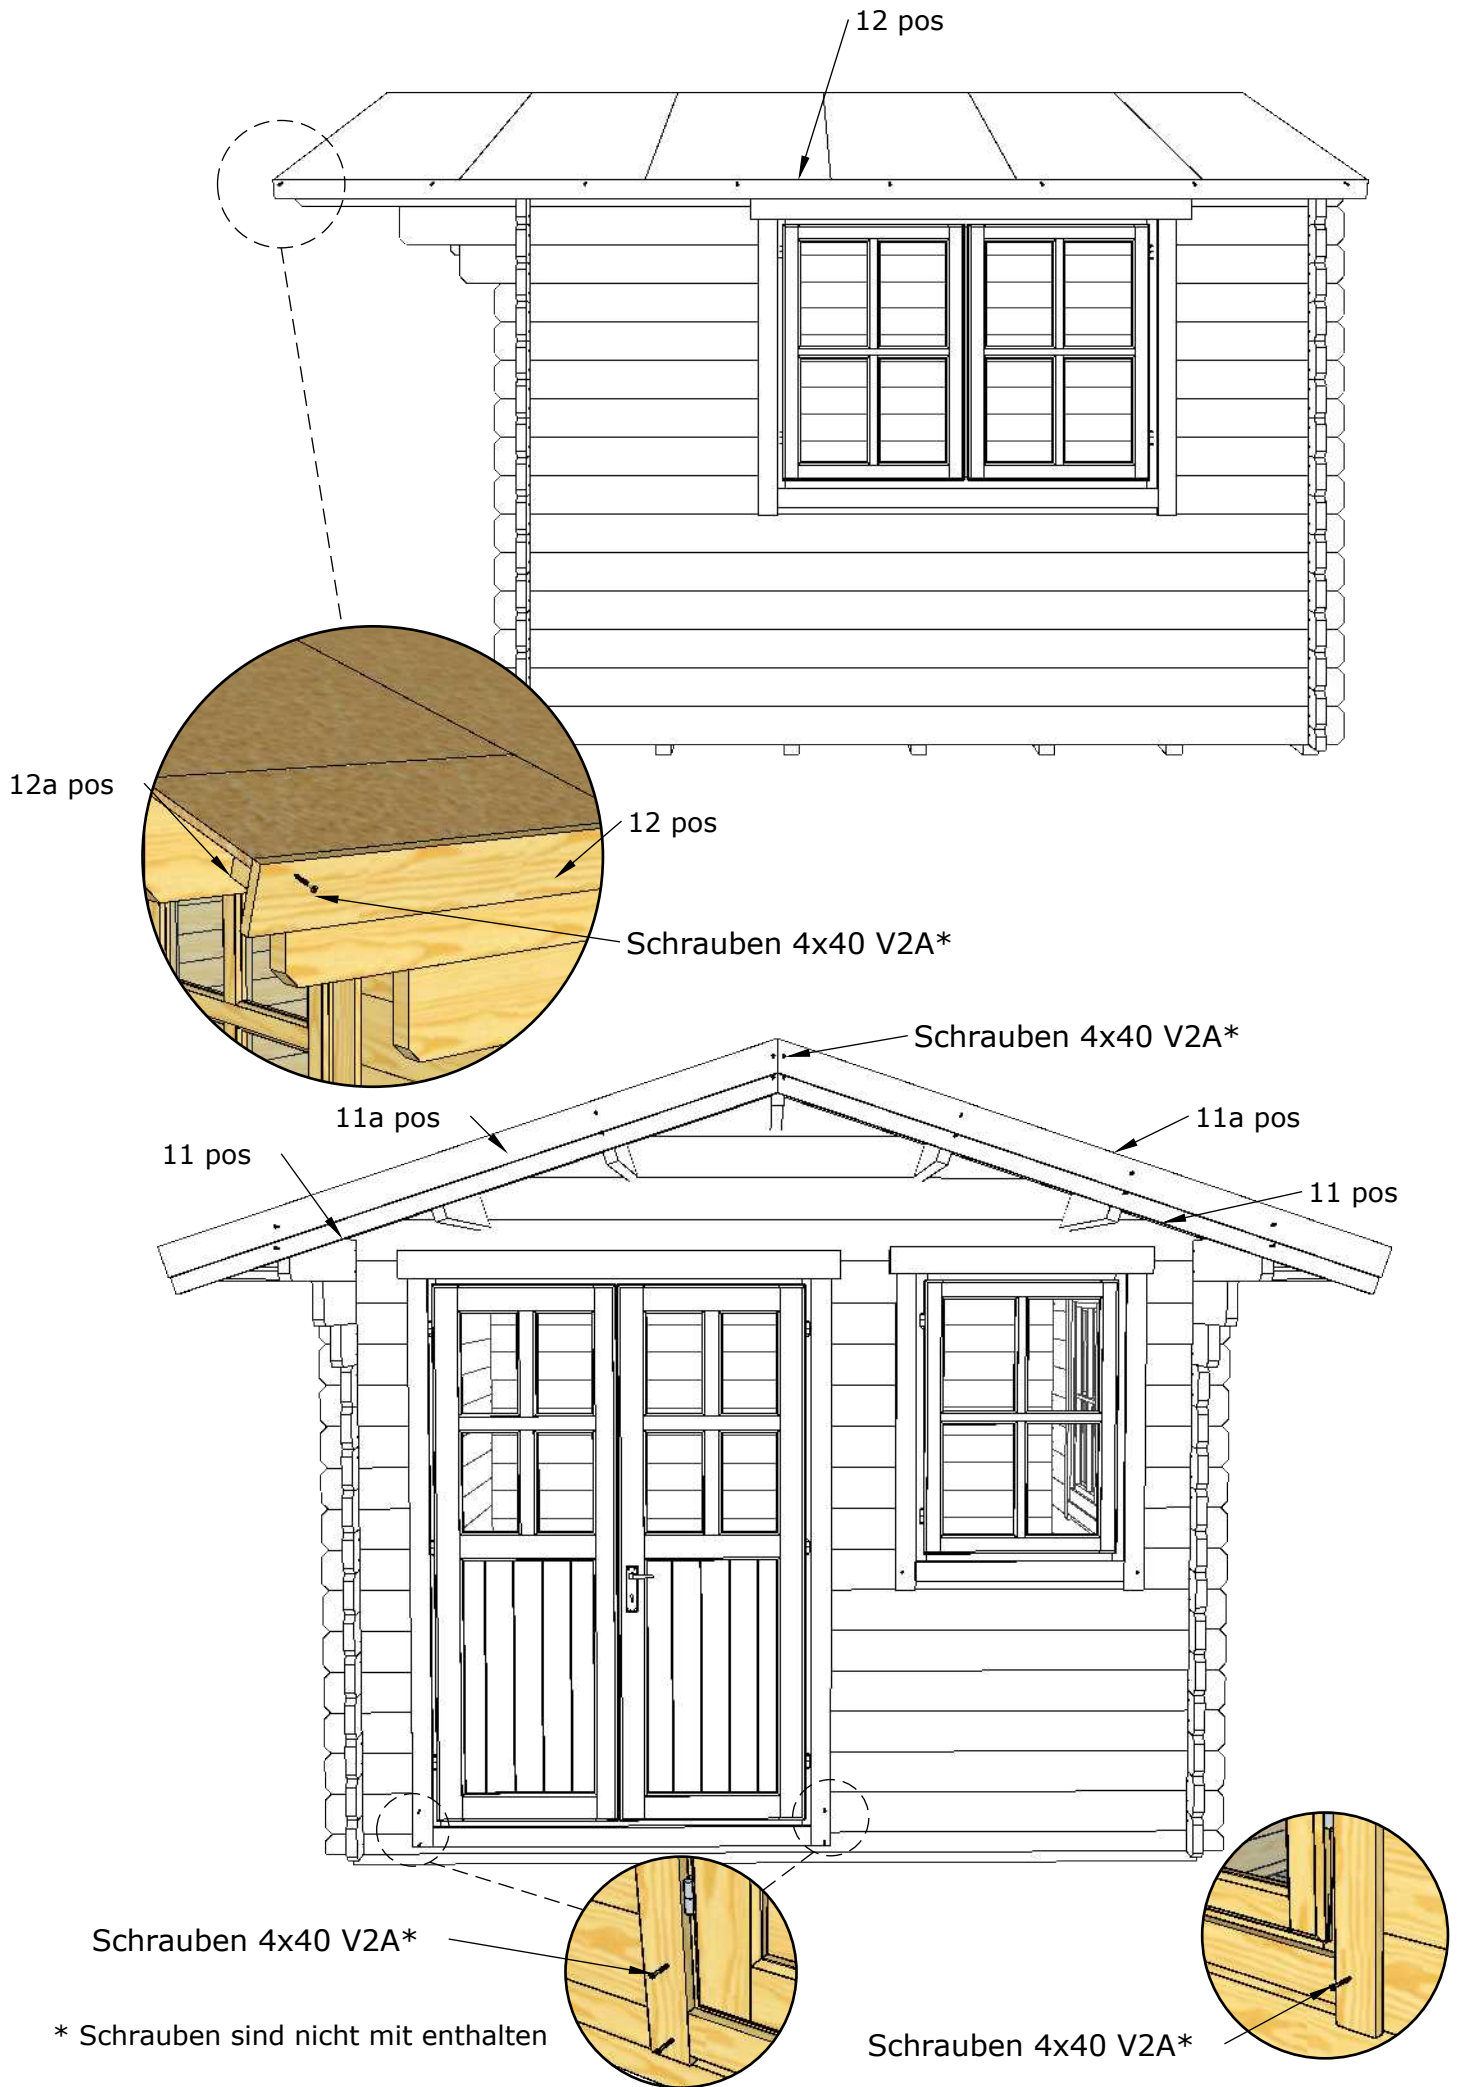 12 pos
12a pos
12 pos
Schrauben 4x40 V2A*
Schrauben 4x40 V2A*
11a pos
11a pos
11 pos
11 pos
Schrauben 4x40 V2A*
* Schrauben sind nicht mit enthalten
Schrauben 4x40 V2A*